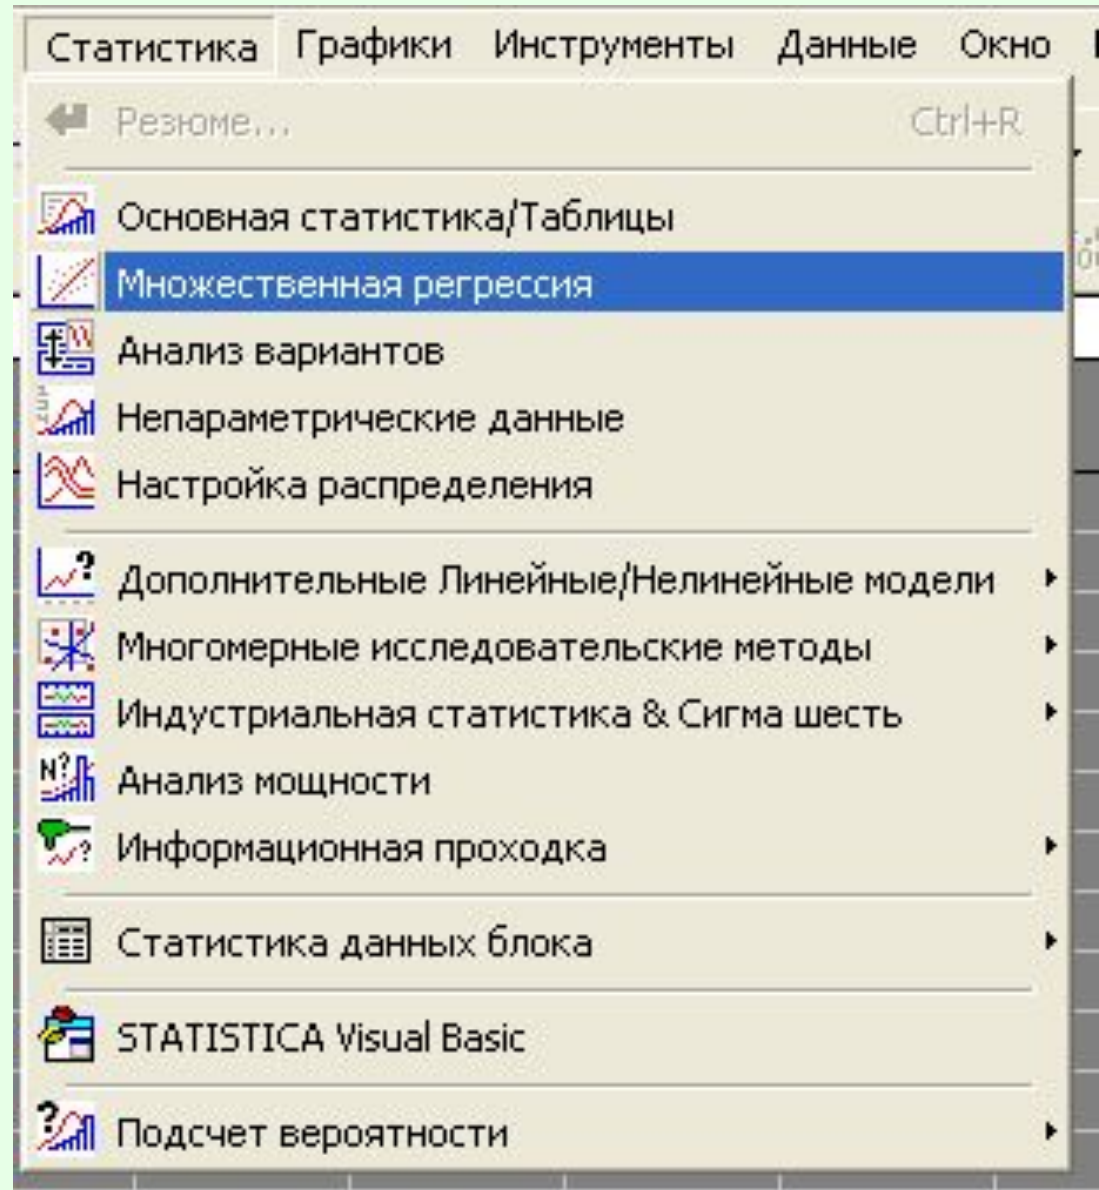 Статистика Графики Инструменты Данные Окно
Резюме... Ctrl+R
Основная статистика/Таблицы
Множественная регрессия
Анализ вариантов
Непараметрические данные
Настройка распределения
Дополнительные Линейные/Нелинейные модели
Многомерные исследовательские методы
Индустриальная статистика & Сигма шесть
Анализ мощности
Информационная проходка
Статистика данных блока
STATISTICA Visual Basic
Подсчет вероятности